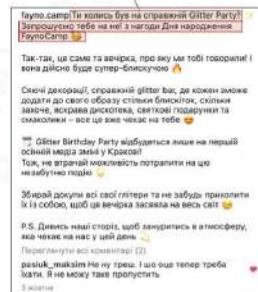 fayno.camp Ти колись був на справжній Glitter Party?
Запрошуємо тебе на неї з нагоди Дня народження
FaynoCamp 🥳
Так-так, це саме та вечірка, про яку ми тобі говорили! І
вона дійсно буде супер-блискучою 🔥
Сяючі декорації, справжній glitter bar, де кожен зможе
додати до свого образу стільки блискіток, скільки
захоче, яскрава дискотека, святкові подарунки та
смаколики – все це вже чекає на тебе 😍
Glitter Birthday Party відбудеться лише на першій
осінній медіа зміні у Кракові!
Тож, не втрачай можливість потрапити на цю
незабутню подію
Збирай докупи всі свої глітери та не забудь прихопити
їх із собою, щоб ця вечірка засяяла на весь світ
P.S. Дивись наші сторіз, щоб зануритись в атмосферу,
яка чекає на нас у цей день
Переглянути всі коментарі (2)
pasiuk_maksim Не ну треш. І шо оце тепер треба
їхати. Я не можу таке пропустить
3 жовтня